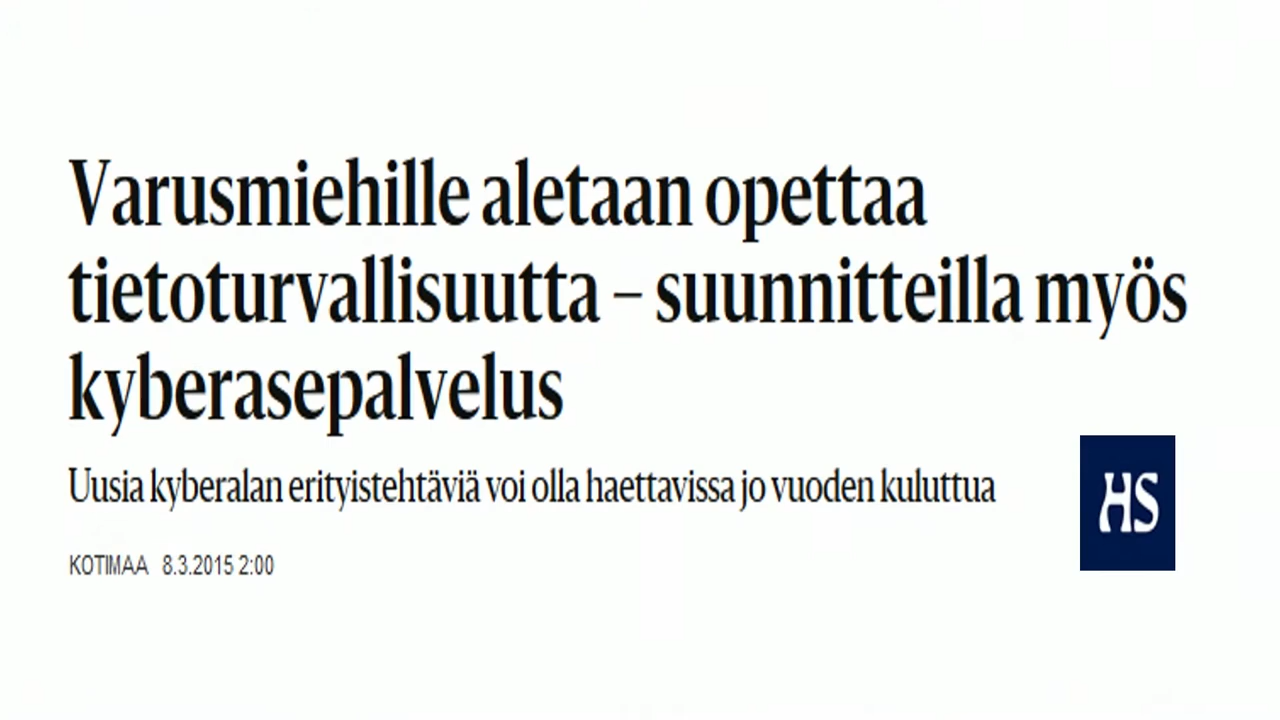 Varusmiehille aletaan opettaa
tietoturvallisuutta – suunnitteilla myös
kyberasepalvelus
Uusia kyberalan erityistehtäviä voi olla haettavissa jo vuoden kuluttua
HS
KOTIMAA 8.3.2015 2:00